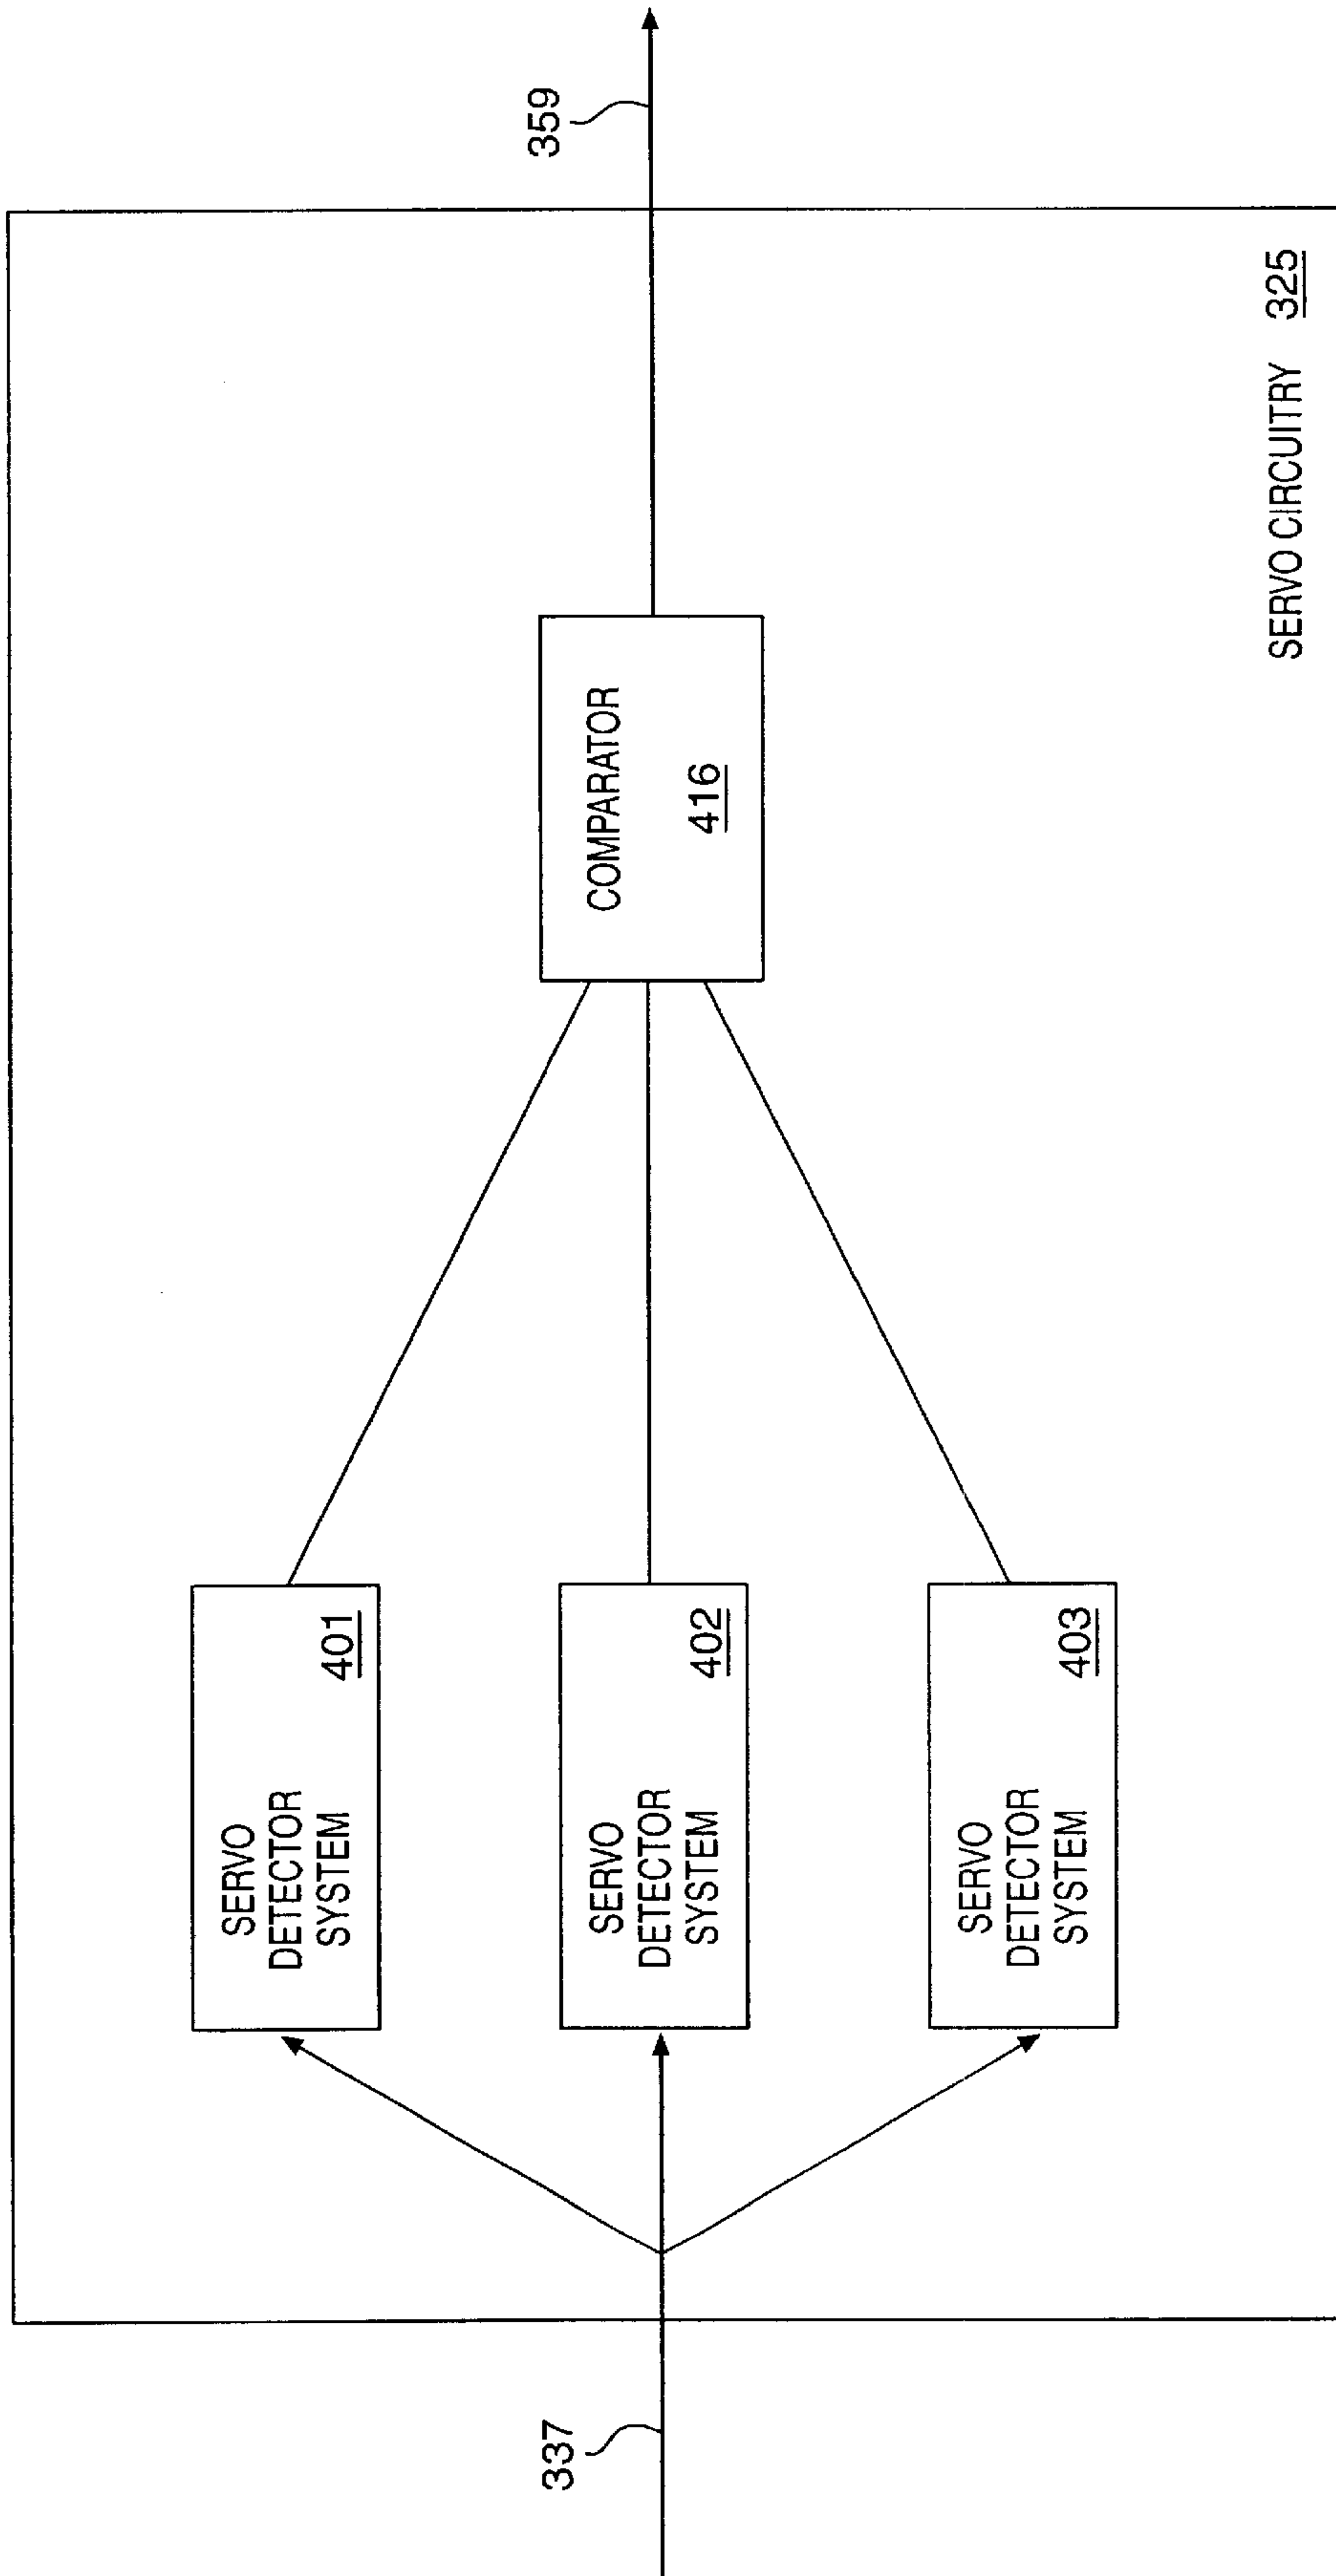 337
SERVO
DETECTOR
SYSTEM
401
SERVO
DETECTOR
SYSTEM
402
SERVO
DETECTOR
SYSTEM
403
COMPARATOR
416
359
SERVO CIRCUITRY 325